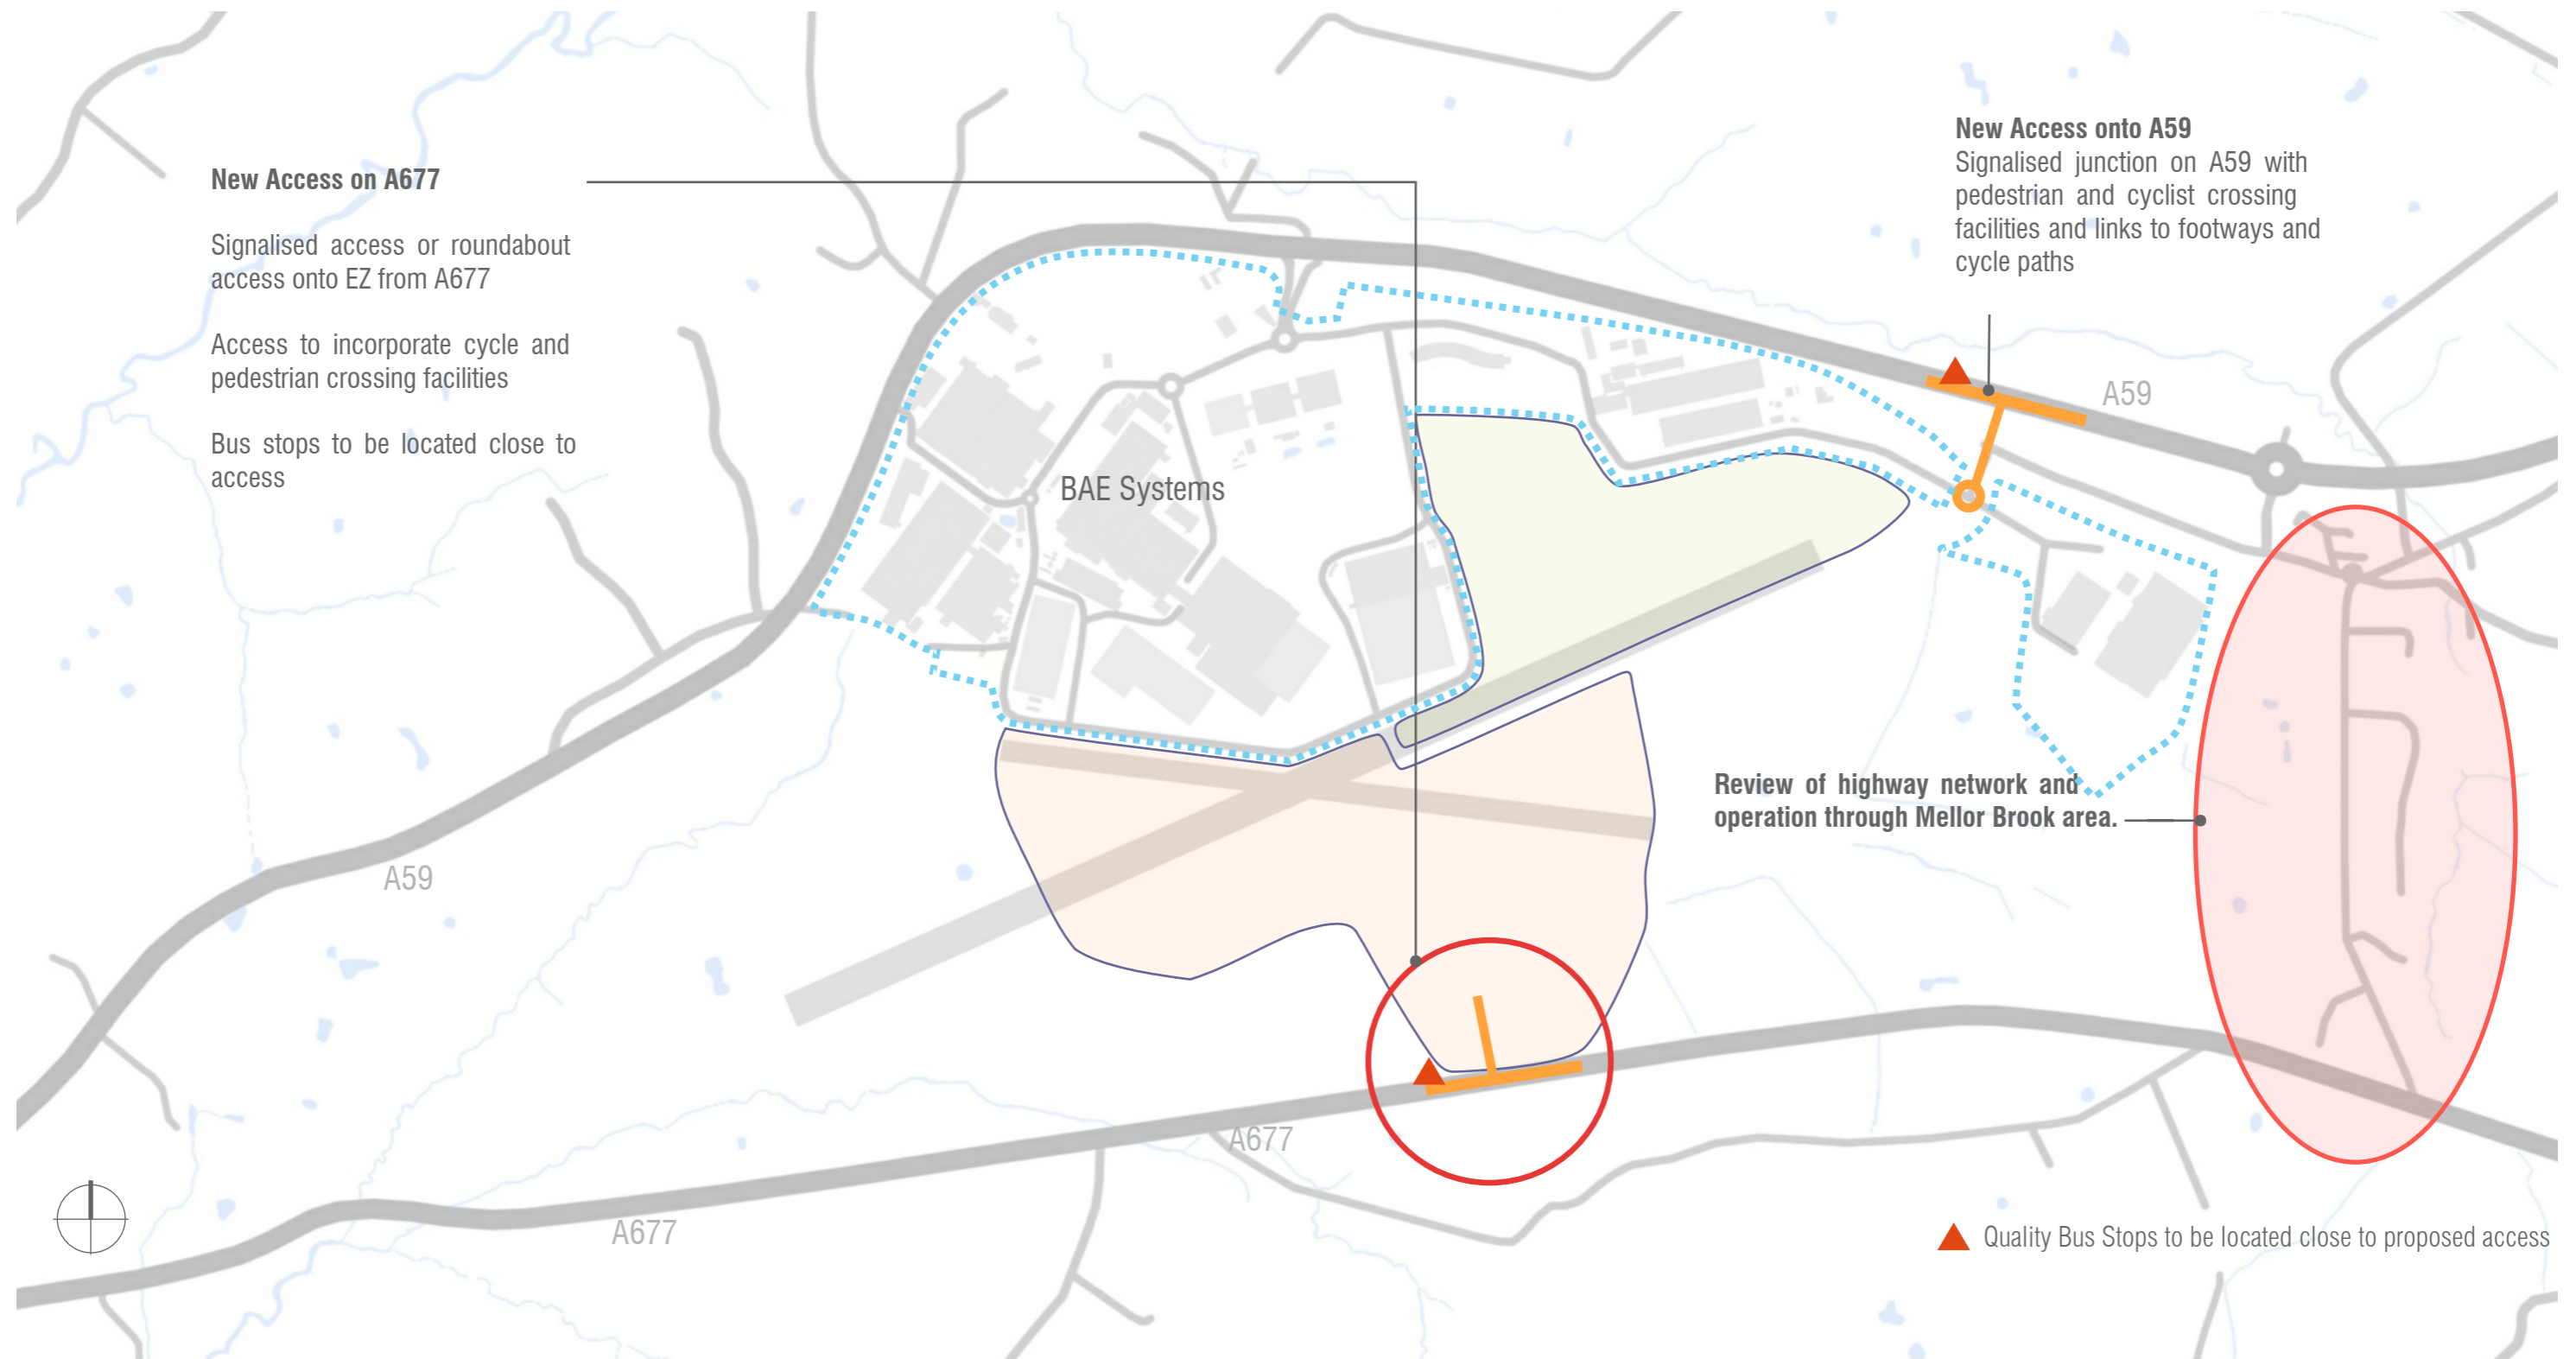 New Access on A677
Signalised access or roundabout
access onto EZ from A677
Access to incorporate cycle and
pedestrian crossing facilities
Bus stops to be located close to
access
New Access onto A59
Signalised junction on A59 with
pedestrian and cyclist crossing
facilities and links to footways and
cycle paths
A59
BAE Systems
Review of highway network and
operation through Mellor Brook area.
A59
A677
A677
Quality Bus Stops to be located close to proposed access